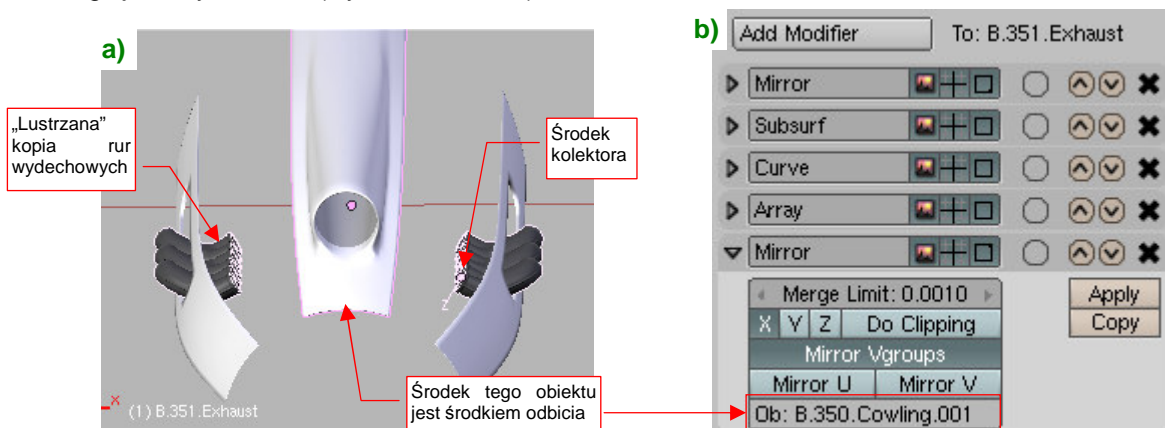 a)
„Lustrzana”
kopia rur
wydechowych
Środek
kolektora
Z
Środek tego obiektu
jest środkiem odbicia
X
(1) B.351.Exhaust
b)
Add Modifier
To: B.351.Exhaust
Mirror
Subsurf
Curve
Array
Mirror
Merge Limit: 0.0010
Apply
X Y Z Do Clipping
Copy
Mirror Vgroups
Mirror U Mirror V
Ob: B.350.Cowling.001